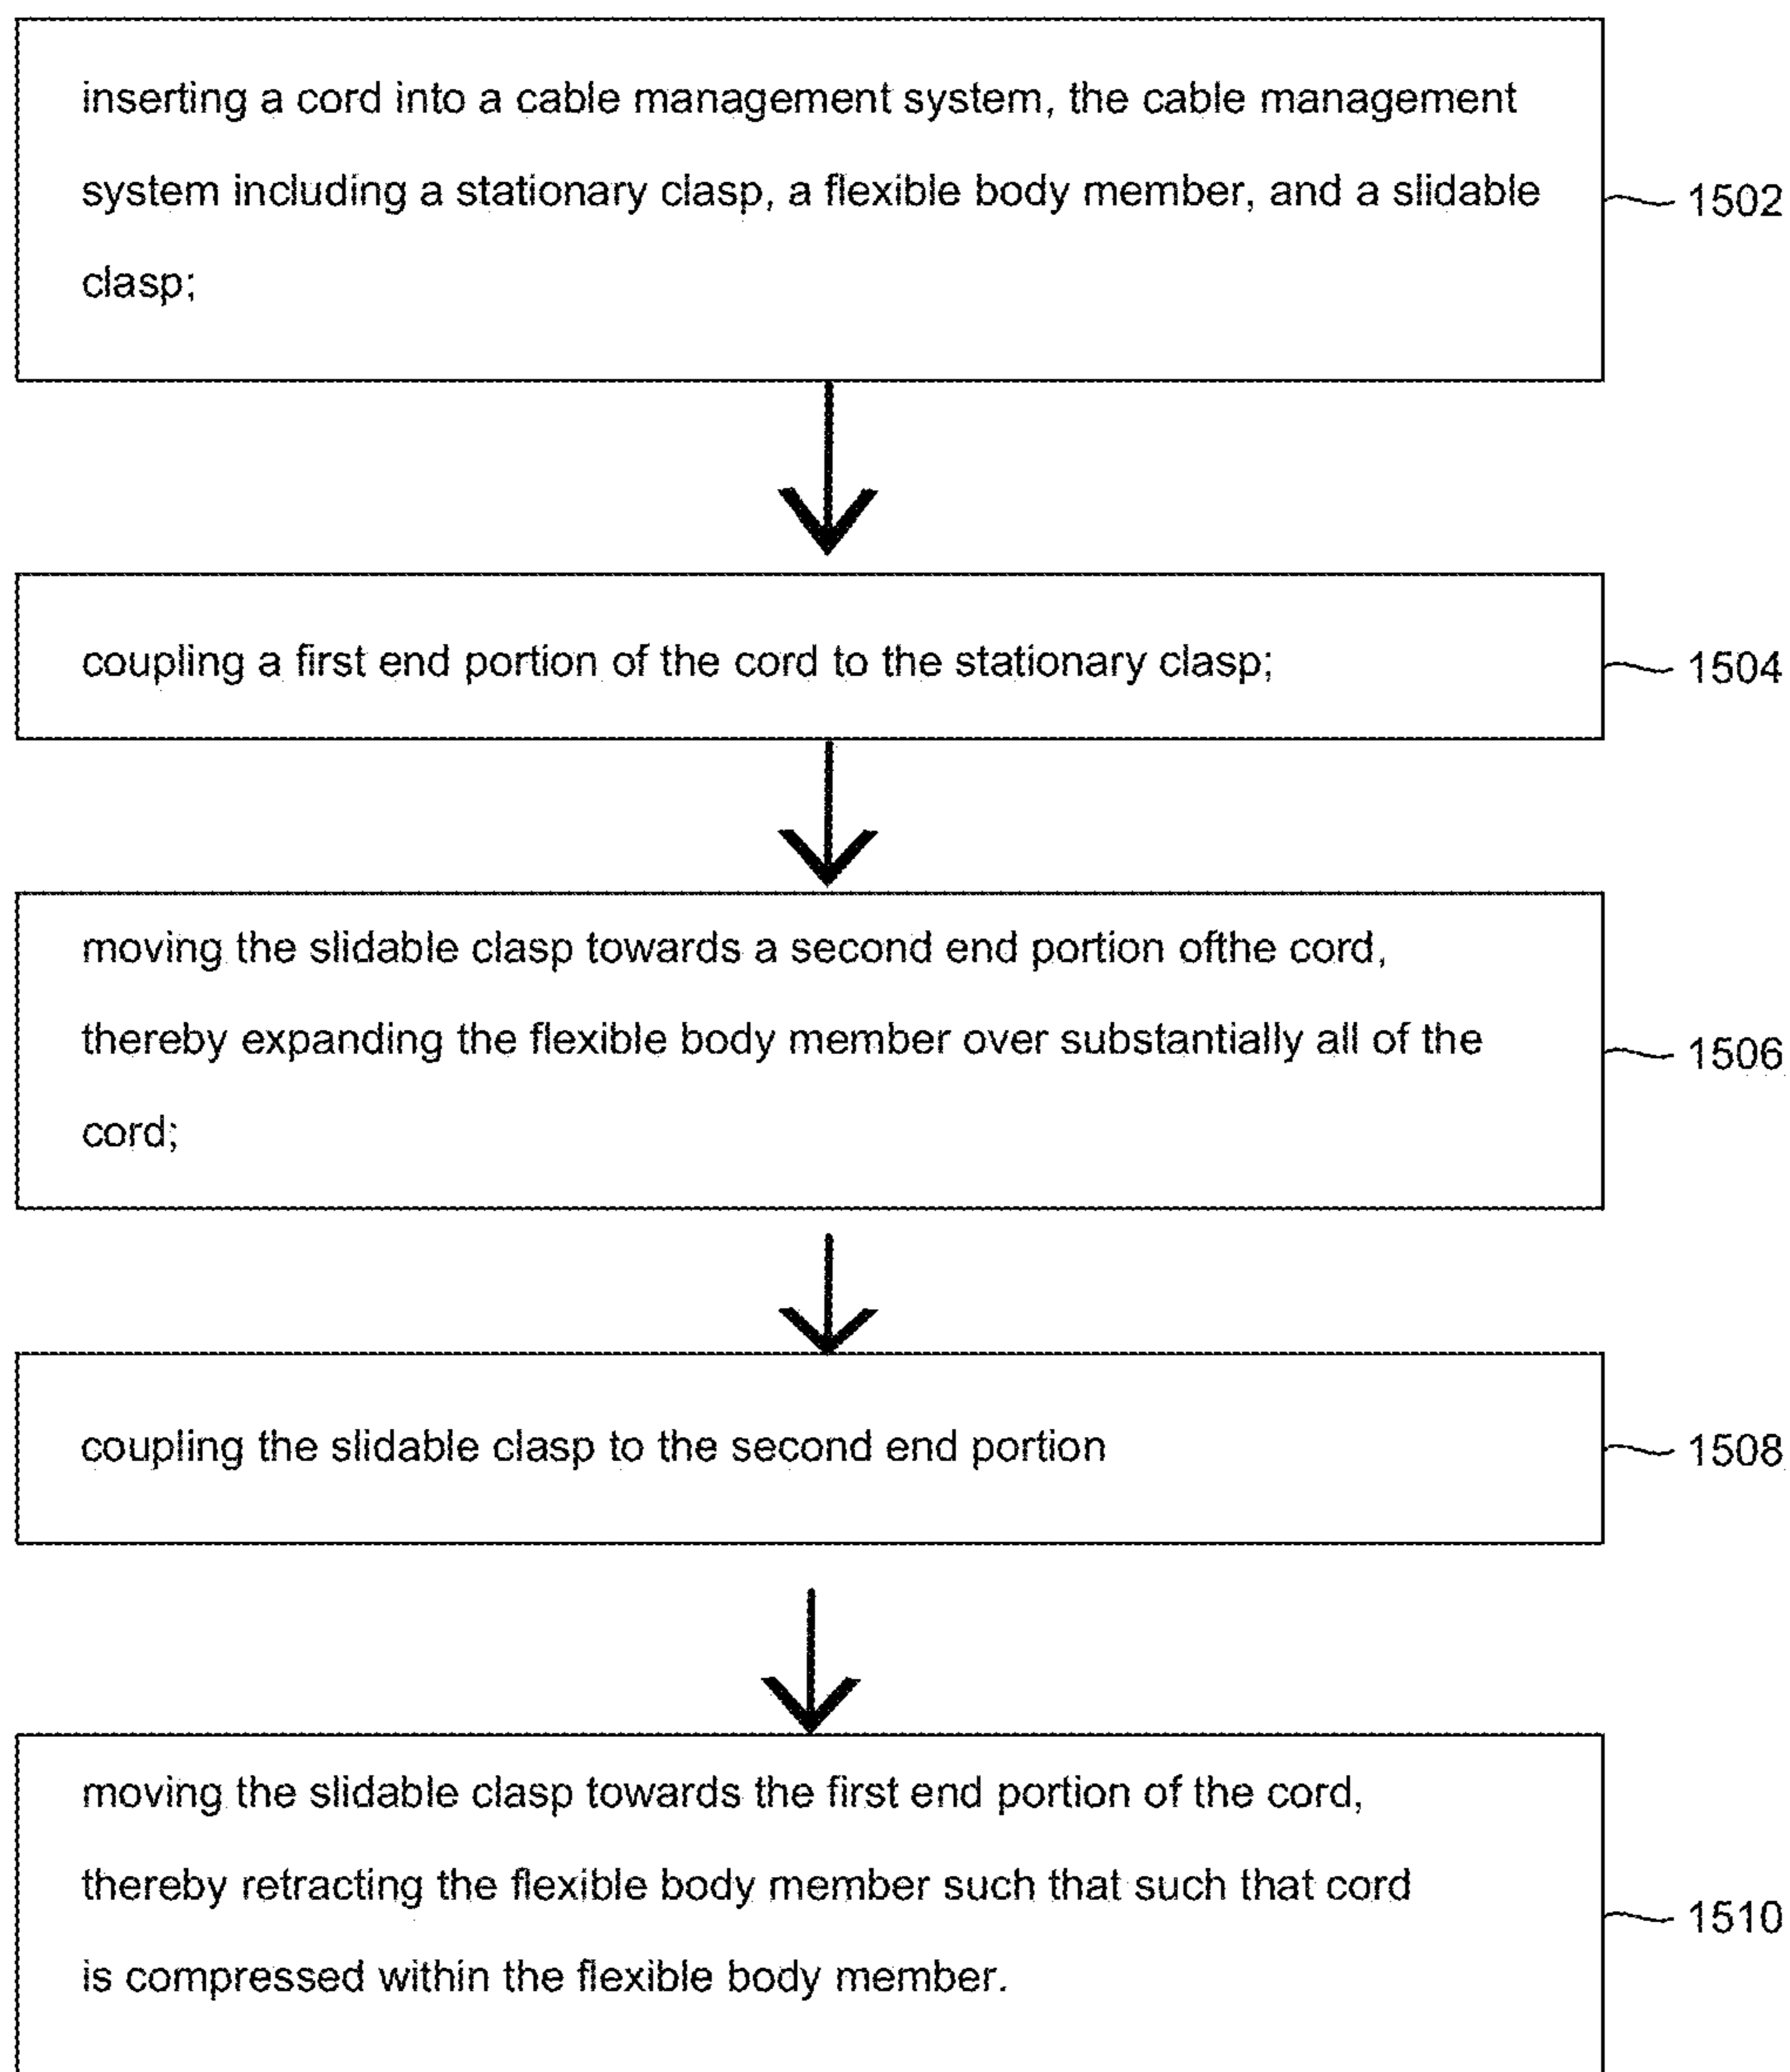 inserting a cord into a cable management system, the cable management
system including a stationary clasp, a flexible body member, and a slidable
clasp;
1502
coupling a first end portion of the cord to the stationary clasp;
1504
moving the slidable clasp towards a second end portion ofthe cord,
thereby expanding the flexible body member over substantially all of the
cord;
1506
coupling the slidable clasp to the second end portion
1508
moving the slidable clasp towards the first end portion of the cord,
thereby retracting the flexible body member such that such that cord
is compressed within the flexible body member.
1510